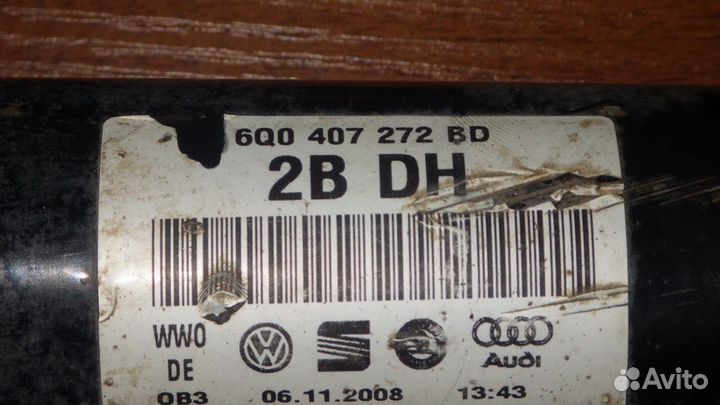 6Q0 407 272 BD
2B DH
WWO
DE
Audi
OB3 06.11.2008 13:43
Avito